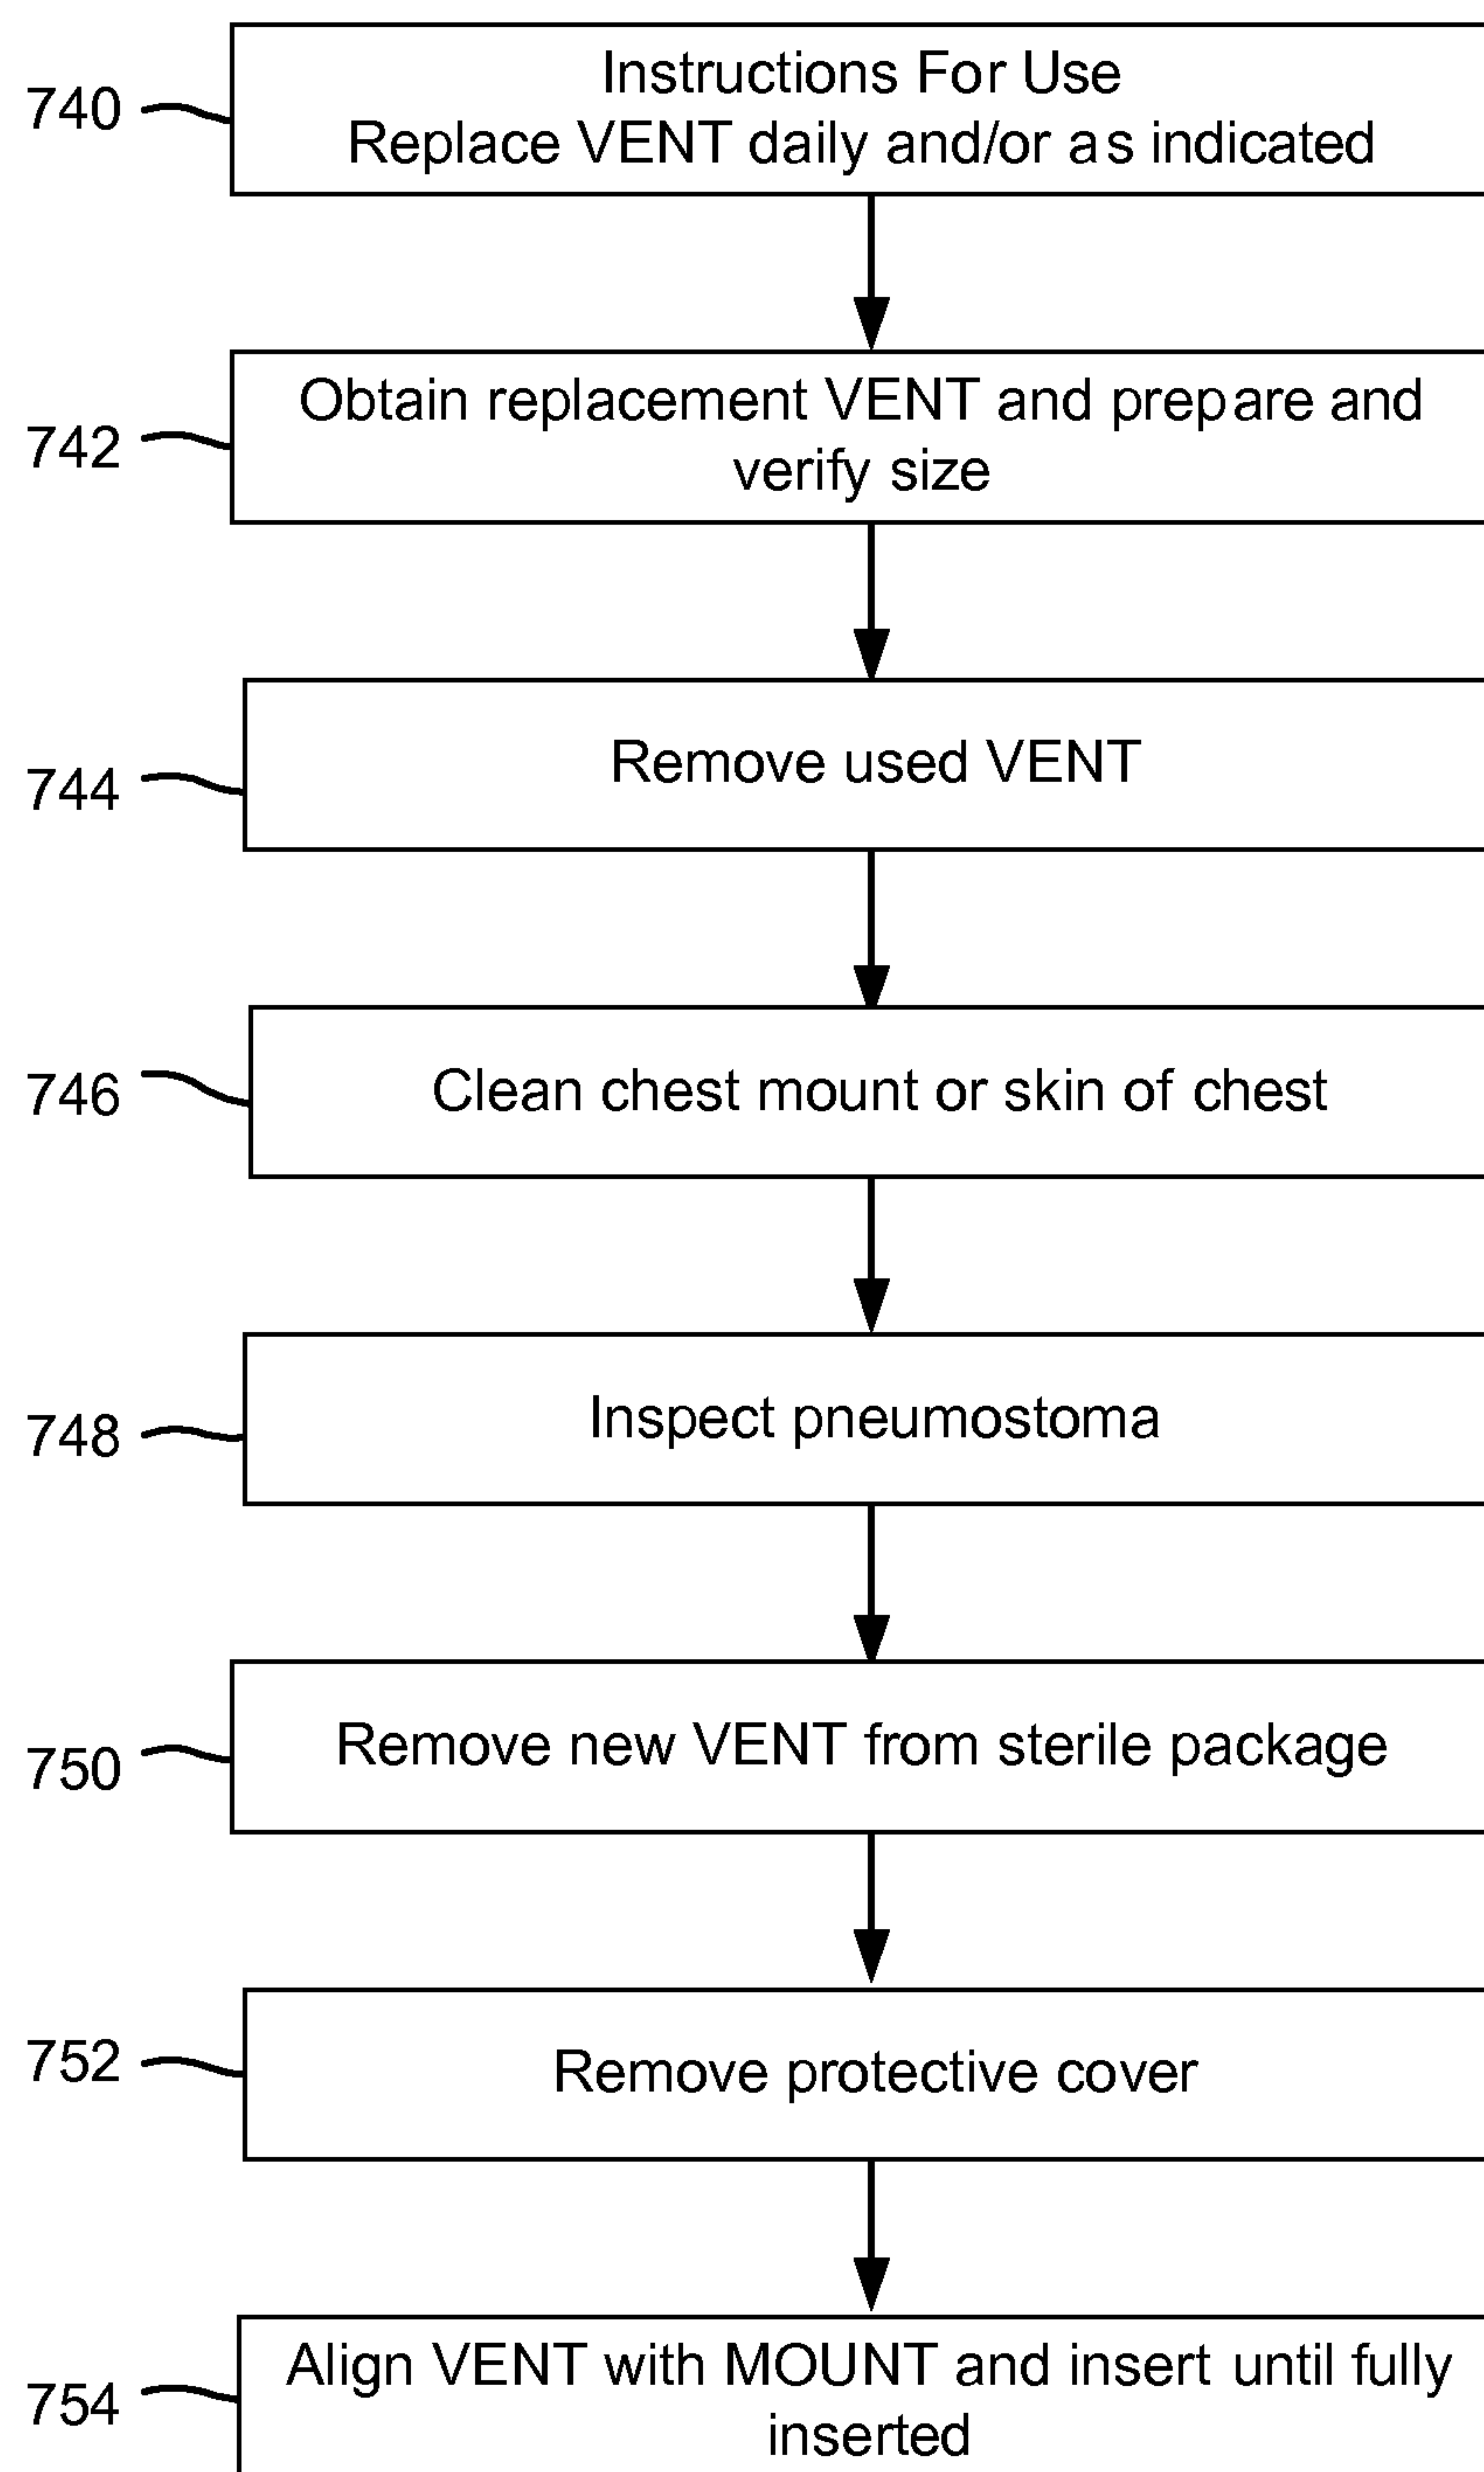 740
Instructions For Use
Replace VENT daily and/or as indicated
742
Obtain replacement VENT and prepare and
verify size
744
Remove used VENT
746
Clean chest mount or skin of chest
748
Inspect pneumostoma
750
Remove new VENT from sterile package
752
Remove protective cover
754
Align VENT with MOUNT and insert until fully
inserted